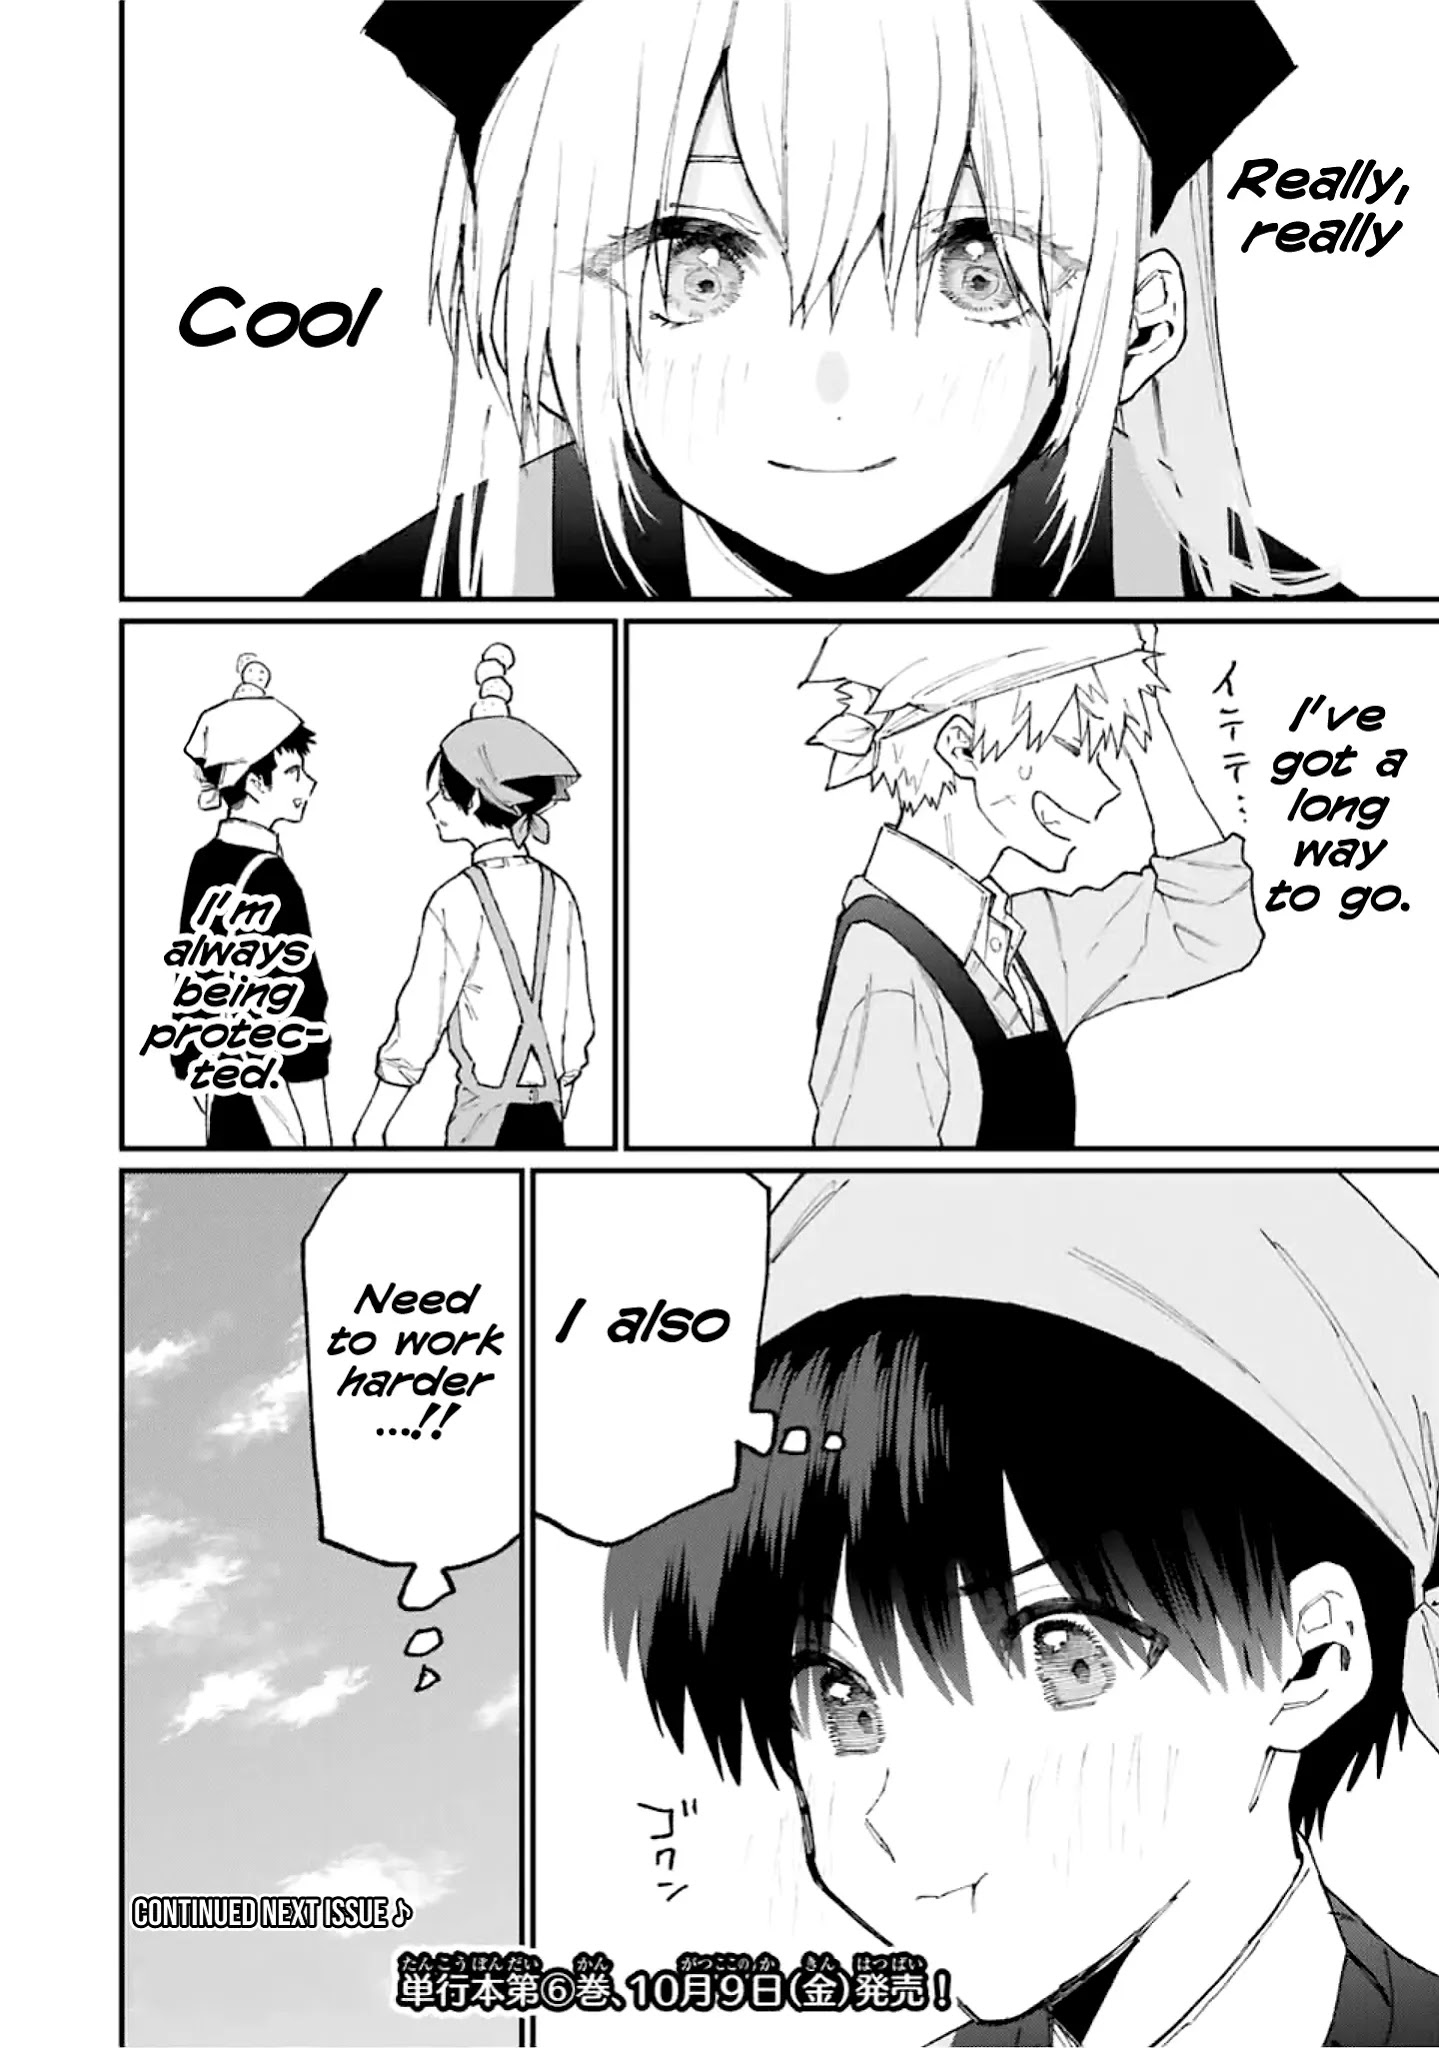 Really,
really
Cool
I've
got a
long
way
to go.
イテテテ…
I'm
always
being
protec-
ted.
I also
Need
to work
harder
...!!
ゴクン
CONTINUED NEXT ISSUE ♪
たんこうぼんだい かん がつここのか きん はつばい
単行本第⑥巻、10月9日(金)発売!